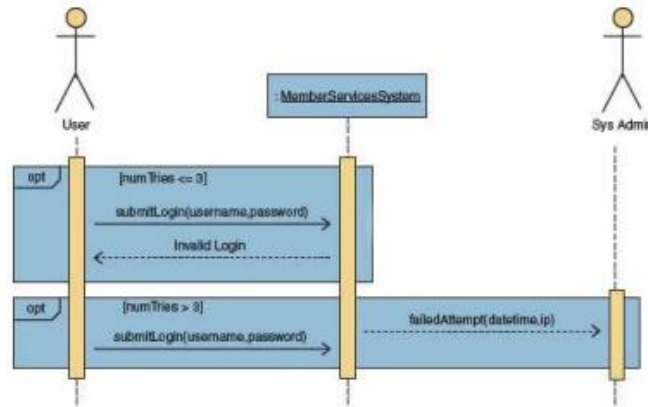 : MemberServicesSystem
User
Sys Admin
opt
[numTries <= 3]
submitLogin(username,password)
Invalid Login
opt
[numTries > 3]
failedAttempt(datetime,ip)
submitLogin(username,password)